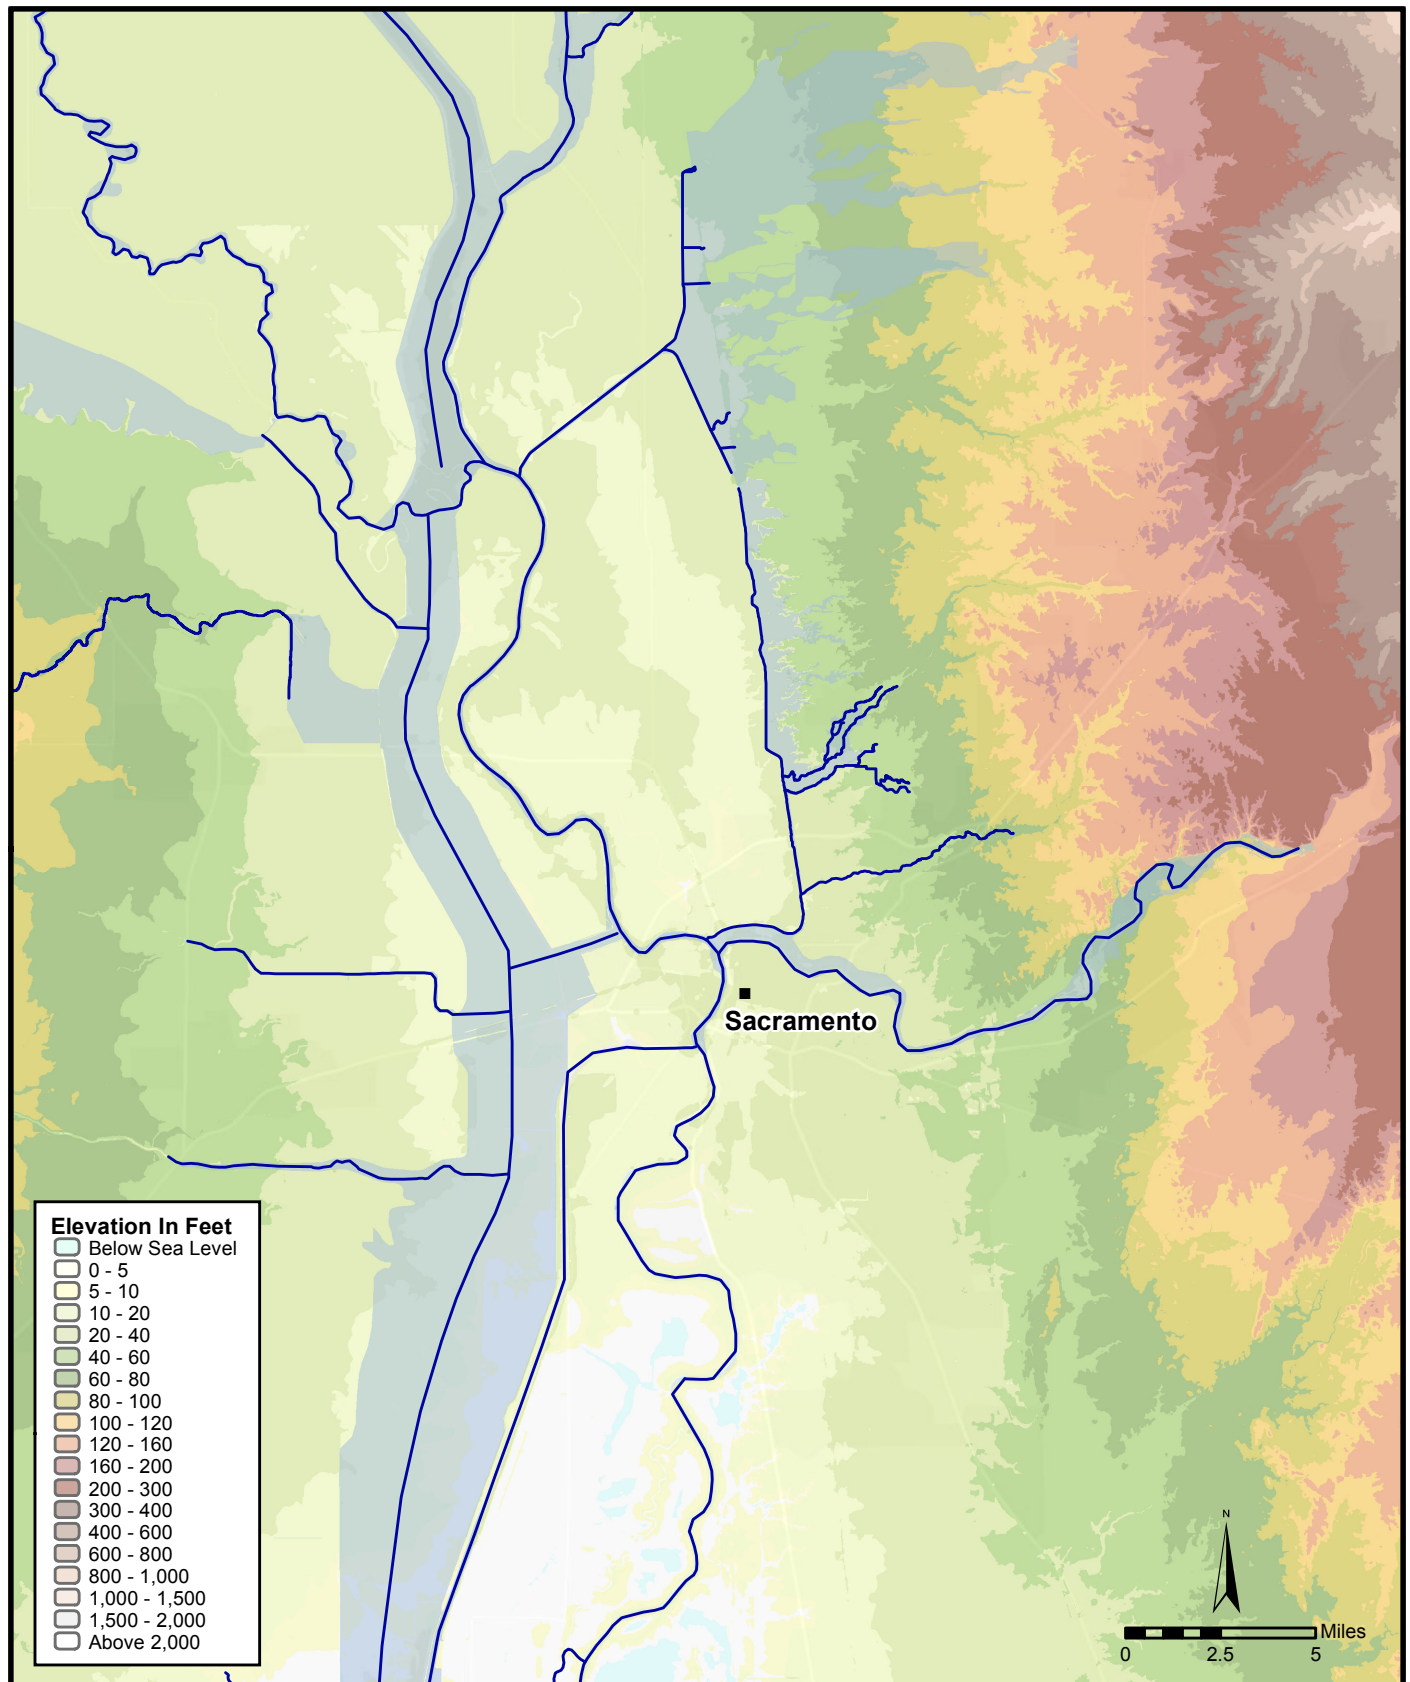 Sacramento
Elevation In Feet
Below Sea Level
0 - 5
5 - 10
10 - 20
20 - 40
40 - 60
60 - 80
80 - 100
100 - 120
120 - 160
160 - 200
200 - 300
300 - 400
400 - 600
600 - 800
800 - 1,000
1,000 - 1,500
1,500 - 2,000
Above 2,000
N
Miles
0 2.5 5